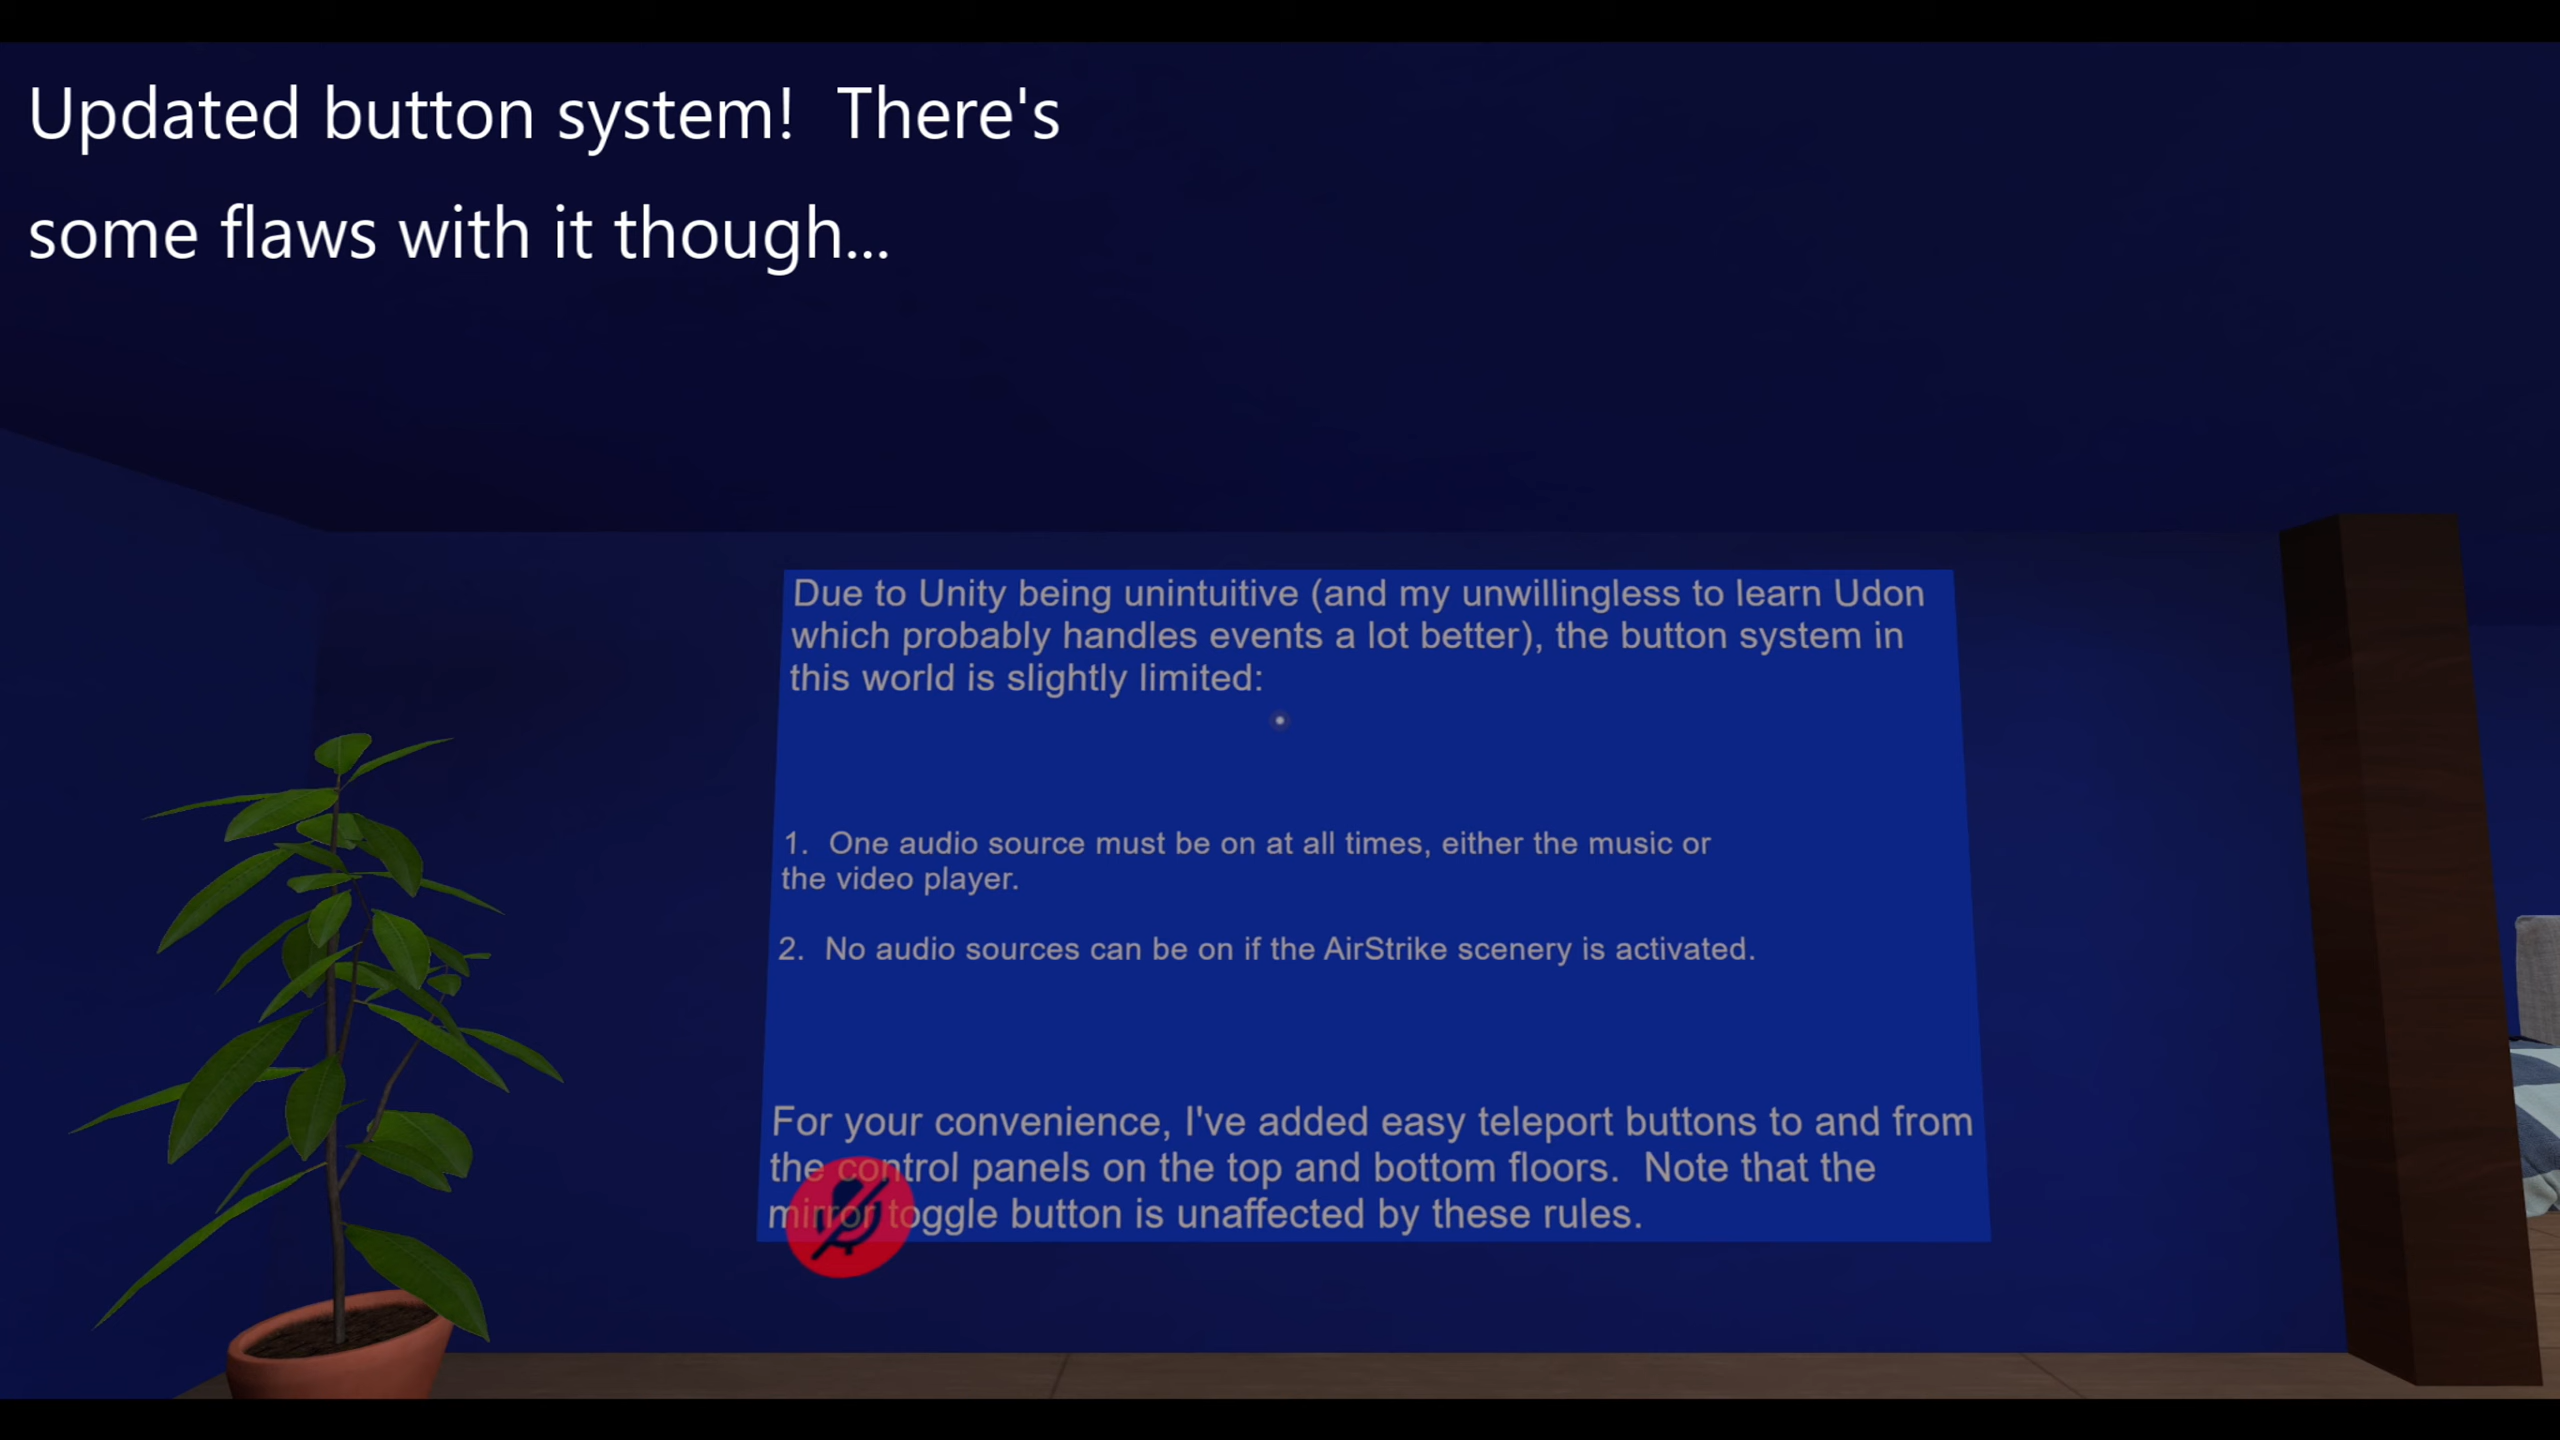 Updated button system!  There's
some flaws with it though...
Due to Unity being unintuitive (and my unwillingless to learn Udon
which probably handles events a lot better), the button system in
this world is slightly limited:
1.  One audio source must be on at all times, either the music or
the video player.
2.  No audio sources can be on if the AirStrike scenery is activated.
For your convenience, I've added easy teleport buttons to and from
the control panels on the top and bottom floors.  Note that the
mirror toggle button is unaffected by these rules.